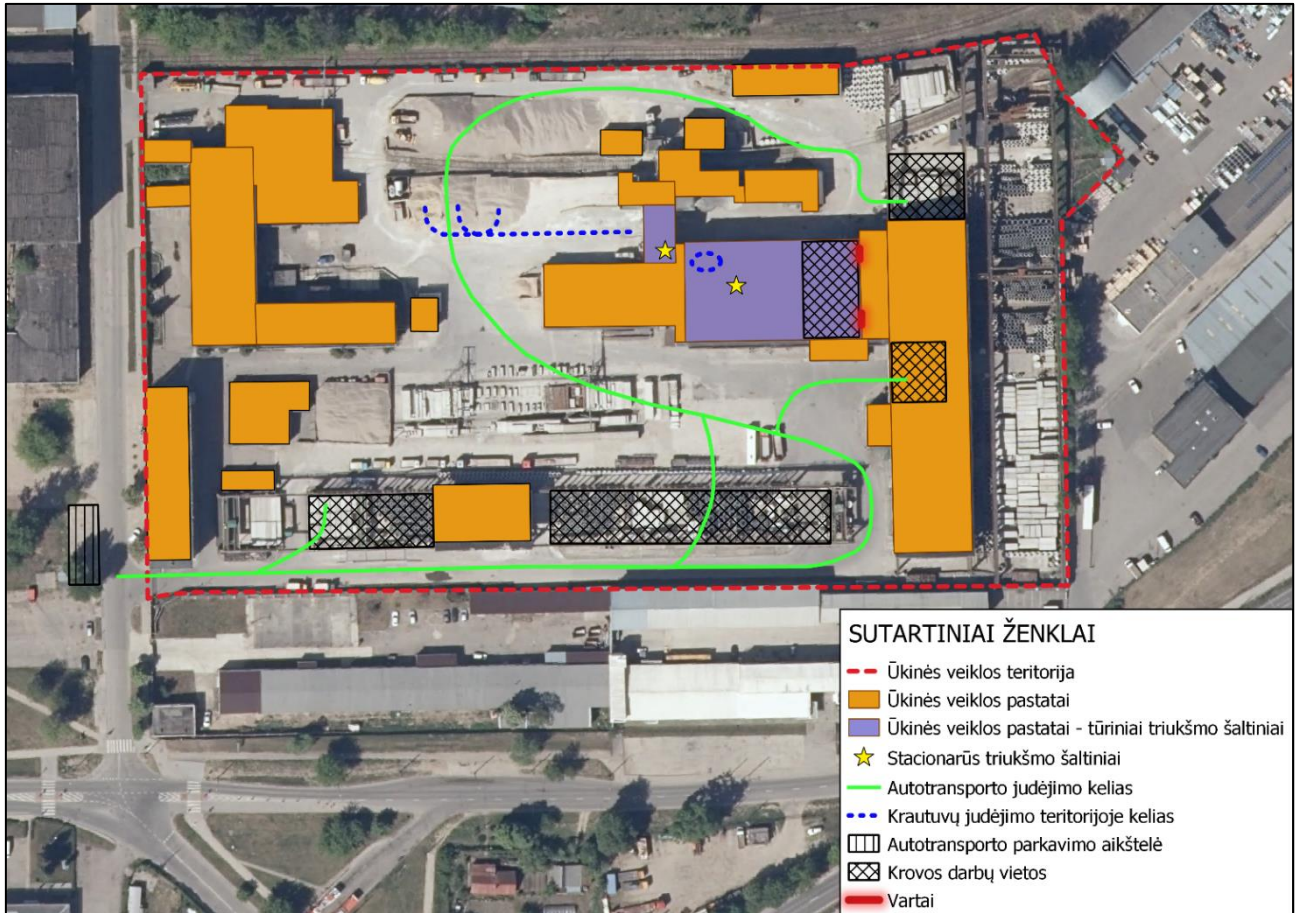 SUTARTINIAI ŽENKLAI
Ūkinės veiklos teritorija
Ūkinės veiklos pastatai
Ūkinės veiklos pastatai - tūriniai triukšmo šaltiniai
Stacionarūs triukšmo šaltiniai
Autotransporto judėjimo kelias
Krautuvų judėjimo teritorijoje kelias
Autotransporto parkavimo aikštelė
Krovos darbų vietos
Vartai